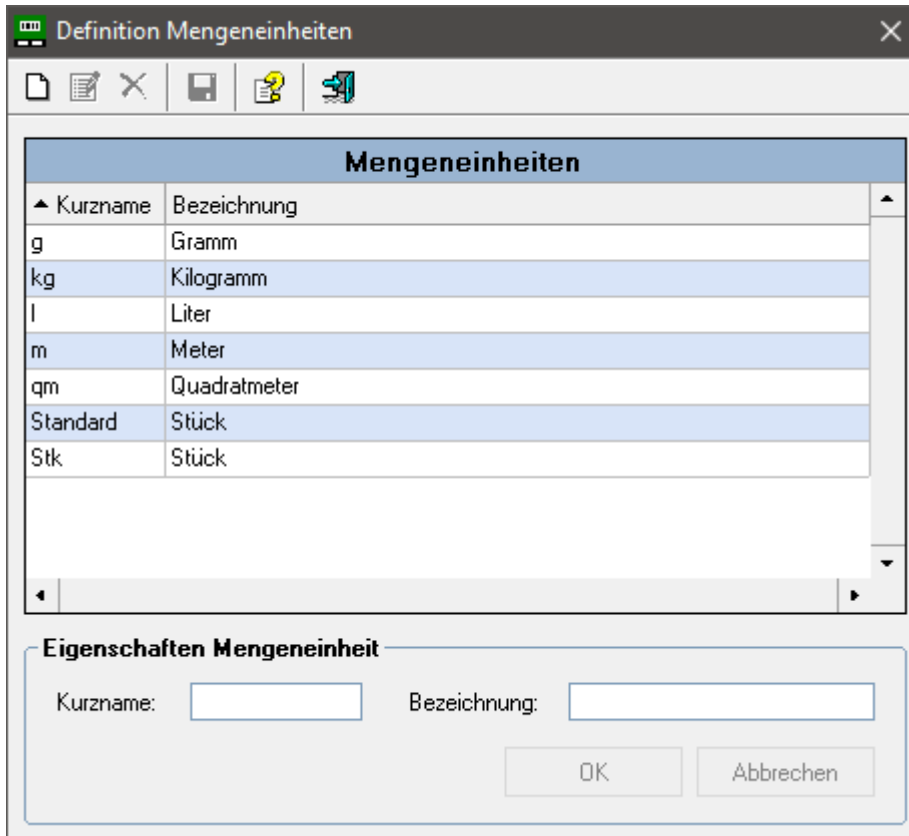 Definition Mengeneinheiten
Mengeneinheiten
Kurzname Bezeichnung
g Gramm
kg Kilogramm
l Liter
m Meter
qm Quadratmeter
Standard Stück
Stk Stück
Eigenschaften Mengeneinheit
Kurzname: Bezeichnung:
OK Abbrechen